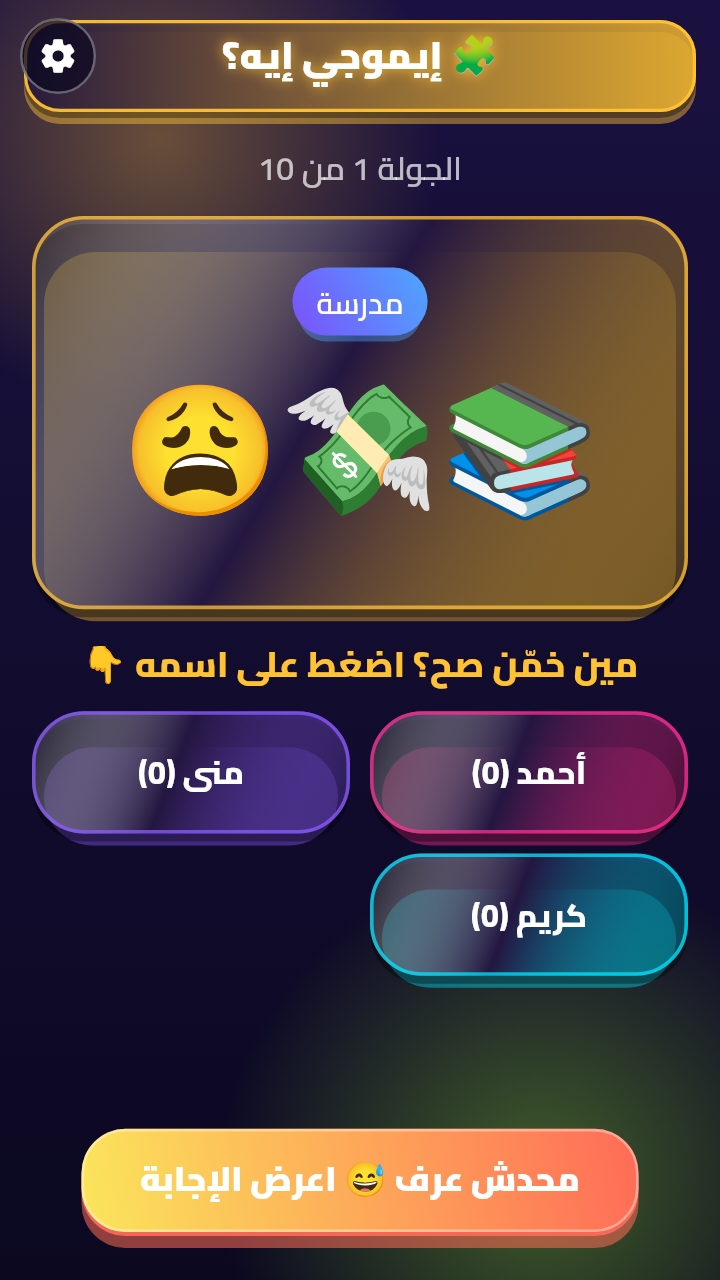 🧩 إيموجي إيه؟
الجولة 1 من 10
مدرسة
مين خمّن صح؟ اضغط على اسمه 👇
أحمد (0)
منى (0)
كريم (0)
محدش عرف 😅 اعرض الإجابة